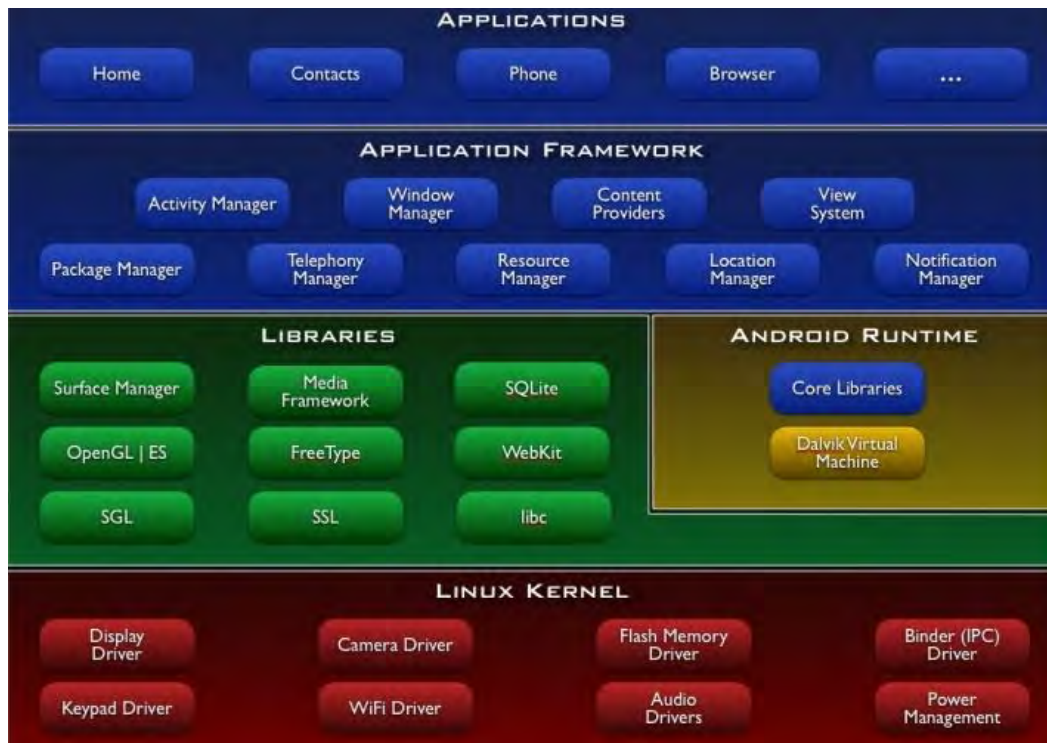 APPLICATIONS
Home
Contacts
Phone
Browser
...
APPLICATION FRAMEWORK
Activity Manager
Window
Manager
Content
Providers
View
System
Package Manager
Telephony
Manager
Resource
Manager
Location
Manager
Notification
Manager
LIBRARIES
Surface Manager
Media
Framework
SQLite
OpenGL | ES
FreeType
WebKit
SGL
SSL
libc
ANDROID RUNTIME
Core Libraries
Dalvik Virtual
Machine
LINUX KERNEL
Display
Driver
Camera Driver
Flash Memory
Driver
Binder (IPC)
Driver
Keypad Driver
WiFi Driver
Audio
Drivers
Power
Management